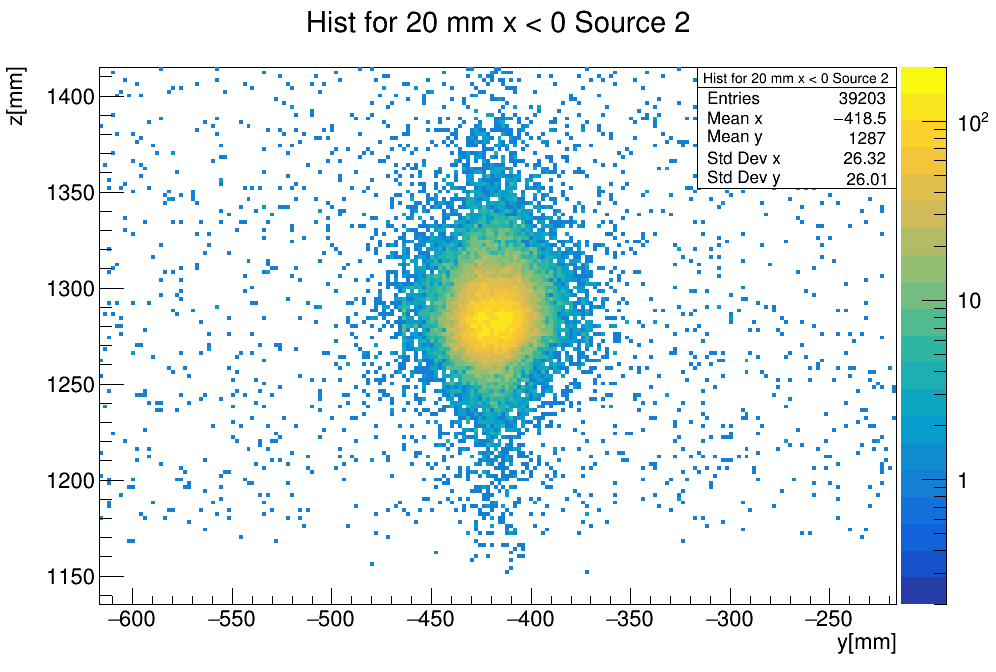 Hist for 20 mm x < 0 Source 2
z[mm]
Hist for 20 mm x < 0 Source 2
Entries 39203
Mean x −418.5
Mean y 1287
Std Dev x 26.32
Std Dev y 26.01
1400
1350
1300
1250
1200
1150
−600 −550 −500 −450 −400 −350 −300 −250
y[mm]
10²
10
1